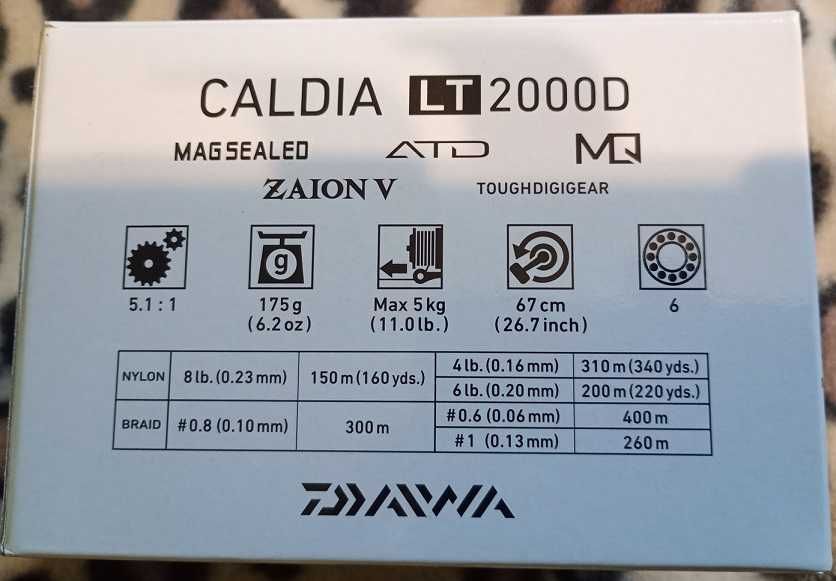 CALDIA LT 2000D
MAGSEALED ATD MQ
ZAION V TOUGHDIGIGEAR
g
5.1 : 1 175g Max 5kg 67cm 6
(6.2oz) (11.0lb.) (26.7inch)
NYLON 8lb.(0.23mm) 150m(160yds.) 4lb.(0.16mm) 310m(340yds.)
6lb.(0.20mm) 200m(220yds.)
BRAID #0.8 (0.10mm) 300m #0.6 (0.06mm) 400m
#1 (0.13mm) 260m
DAIWA